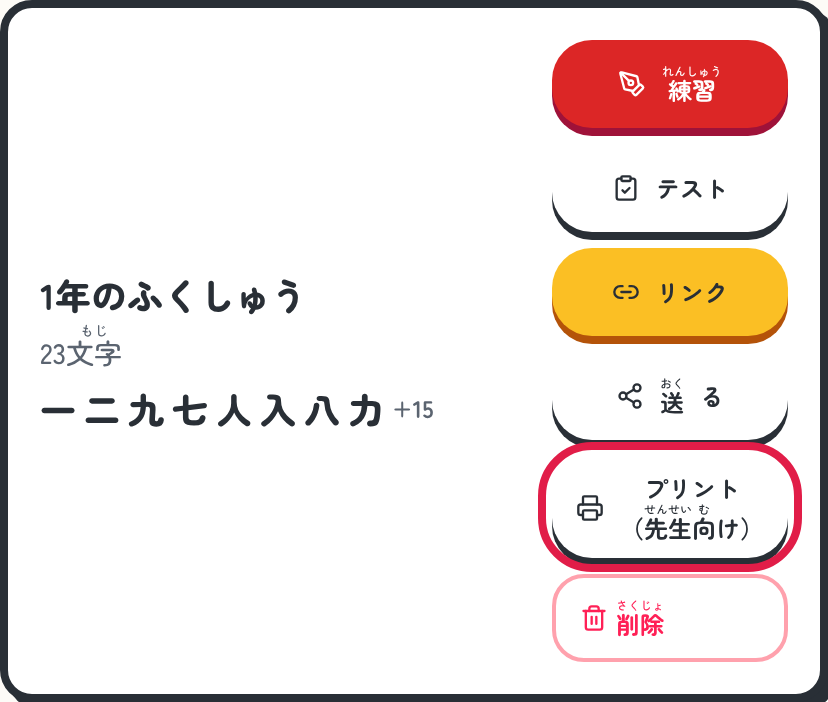 1年のふくしゅう
もじ
23文字
一二九七人入八力 +15
れんしゅう
練習
テスト
リンク
おく
送る
プリント
せんせい む
（先生向け）
さくじょ
削除